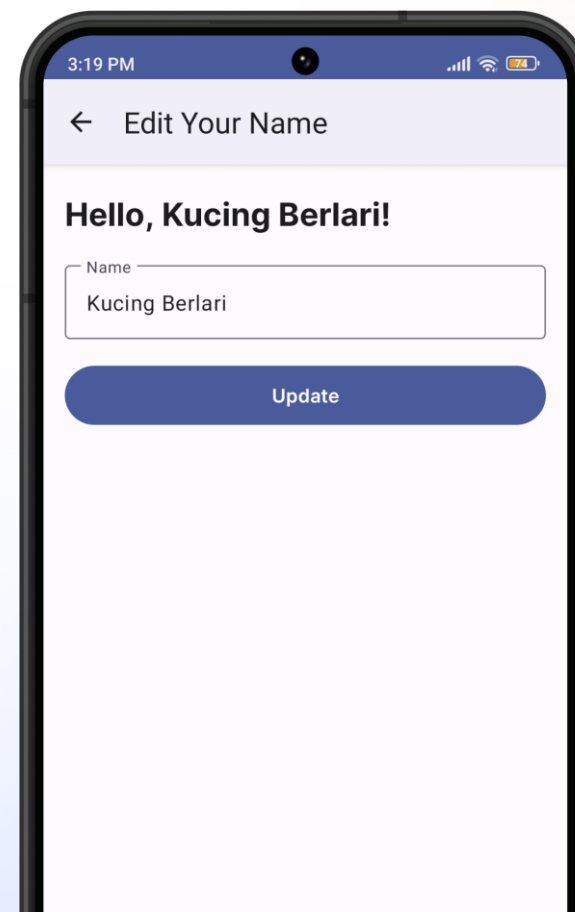 3:19 PM
74
Edit Your Name
Hello, Kucing Berlari!
Name
Kucing Berlari
Update